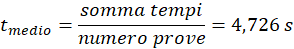 t_medio = somma tempi / numero prove = 4,726 s